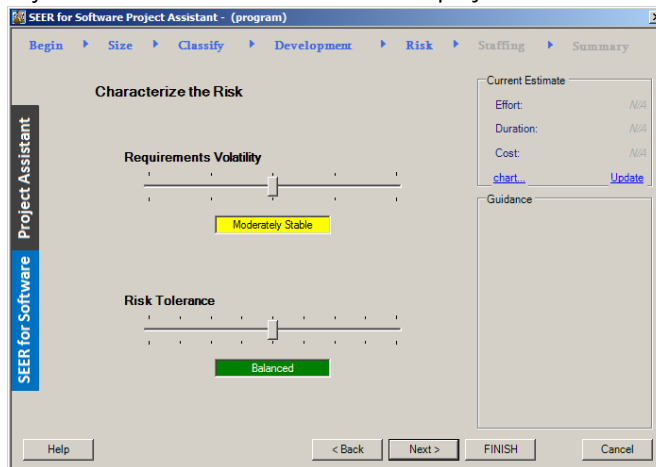 SEER for Software Project Assistant - (program)
Begin Size Classify Development Risk Staffing Summary
Characterize the Risk
Requirements Volatility
Moderately Stable
Risk Tolerance
Balanced
Current Estimate
Effort: N/A
Duration: N/A
Cost: N/A
chart... Update
Guidance
Project Assistant
SEER for Software
Help < Back Next > FINISH Cancel